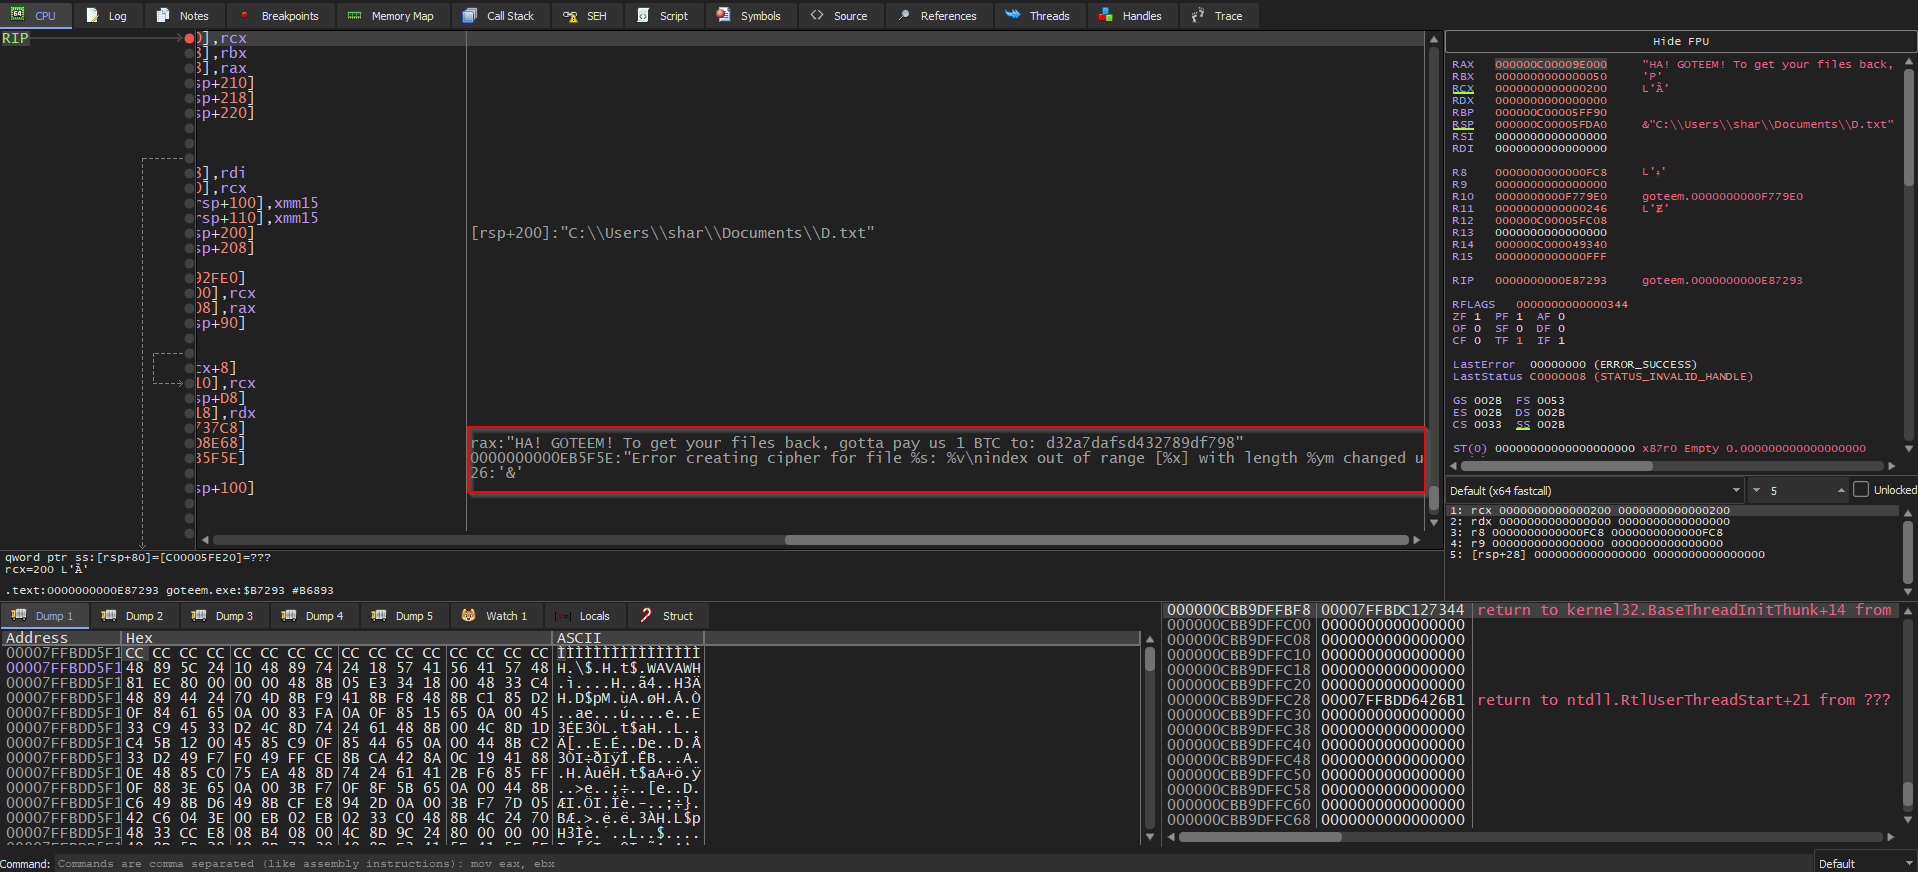 CPU Log Notes Breakpoints Memory Map Call Stack SEH Script Symbols Source References Threads Handles Trace
RIP
0],rcx
8],rbx
8],rax
sp+210]
sp+218]
sp+220]
8],rdi
0],rcx
rsp+100],xmm15
rsp+110],xmm15
sp+200] [rsp+200]:"C:\\Users\\shar\\Documents\\D.txt"
sp+208]
92FE0]
00],rcx
08],rax
sp+90]
cx+8]
10],rcx
sp+D8]
18],rdx
737C8] rax:"HA! GOTEEM! To get your files back, gotta pay us 1 BTC to: d32a7dafsd432789df798"
D8E68] 0000000000EB5F5E:"Error creating cipher for file %s: %v\nindex out of range [%x] with length %ym changed u
B5F5E] 26:'&'
sp+100]
qword ptr ss:[rsp+80]=[C00005FE20]=???
rcx=200 L'Ȁ'
.text:0000000000E87293 goteem.exe:$B7293 #B6893
Hide FPU
RAX 000000C00009E000 "HA! GOTEEM! To get your files back,
RBX 0000000000000050 'P'
RCX 0000000000000200 L'Ȁ'
RDX 0000000000000000
RBP 000000C00005FF90
RSP 000000C00005FDA0 &"C:\\Users\\shar\\Documents\\D.txt"
RSI 0000000000000000
RDI 0000000000000000
R8 0000000000000FC8
R9 0000000000000000
R10 0000000000F779E0 goteem.0000000000F779E0
R11 0000000000000246 L'Ɇ'
R12 000000C00005FC08
R13 0000000000000000
R14 000000C000049340
R15 0000000000000FFF
RIP 0000000000E87293 goteem.0000000000E87293
RFLAGS 0000000000000344
ZF 1 PF 1 AF 0
OF 0 SF 0 DF 0
CF 0 TF 1 IF 1
LastError 00000000 (ERROR_SUCCESS)
LastStatus C0000008 (STATUS_INVALID_HANDLE)
GS 002B FS 0053
ES 002B DS 002B
CS 0033 SS 002B
ST(0) 00000000000000000000 x87r0 Empty 0.000000000000000000
Default (x64 fastcall) 5 Unlocked
1: rcx 0000000000000200 0000000000000200
2: rdx 0000000000000000 0000000000000000
3: r8 0000000000000FC8 0000000000000FC8
4: r9 0000000000000000 0000000000000000
5: [rsp+28] 0000000000000000 0000000000000000
Dump 1 Dump 2 Dump 3 Dump 4 Dump 5 Watch 1 Locals Struct
Address Hex ASCII
00007FFBDD5F1 CC CC CC CC CC CC CC CC CC CC CC CC CC CC CC CC ÌÌÌÌÌÌÌÌÌÌÌÌÌÌÌÌ
00007FFBDD5F1 48 89 5C 24 10 48 89 74 24 18 57 41 56 41 57 48 H.\$.H.t$.WAVAWH
00007FFBDD5F1 81 EC 80 00 00 00 48 8B 05 E3 34 18 00 48 33 C4 .ì....H..ã4..H3Ä
00007FFBDD5F1 48 89 44 24 70 4D 8B F9 41 8B F8 48 8B C1 85 D2 H.D$pM.ùA.øH.Á.Ò
00007FFBDD5F1 0F 84 61 65 0A 00 83 FA 0A 0F 85 15 65 0A 00 45 ..ae...ú....e..E
00007FFBDD5F1 33 C9 45 33 D2 4C 8D 74 24 61 48 8B 00 4C 8D 1D 3ÉE3ÒL.t$aH..L..
00007FFBDD5F1 C4 5B 12 00 45 85 C9 0F 85 44 65 0A 00 44 8B C2 Ä[..E.É..De..D.Â
00007FFBDD5F1 33 D2 49 F7 F0 49 FF CE 8B CA 42 8A 0C 19 41 88 3ÒI÷ðIÿÎ.ÊB...A.
00007FFBDD5F1 0E 48 85 C0 75 EA 48 8D 74 24 61 41 2B F6 85 FF .H.ÀuêH.t$aA+ö.ÿ
00007FFBDD5F1 0F 88 3E 65 0A 00 3B F7 0F 8F 5B 65 0A 00 44 8B ..>e..;÷..[e..D.
00007FFBDD5F1 C6 49 8B D6 49 8B CF E8 94 2D 0A 00 3B F7 7D 05 ÆI.ÖI.Ïè.-..;÷}.
00007FFBDD5F1 42 C6 04 3E 00 EB 02 EB 02 33 C0 48 8B 4C 24 70 BÆ.>.ë.ë.3ÀH.L$p
00007FFBDD5F1 48 33 CC E8 08 B4 08 00 4C 8D 9C 24 80 00 00 00 H3Ìè.´..L..$....
000000CBB9DFFBF8 00007FFBDC127344 return to kernel32.BaseThreadInitThunk+14 from
000000CBB9DFFC00 0000000000000000
000000CBB9DFFC08 0000000000000000
000000CBB9DFFC10 0000000000000000
000000CBB9DFFC18 0000000000000000
000000CBB9DFFC20 0000000000000000
000000CBB9DFFC28 00007FFBDD6426B1 return to ntdll.RtlUserThreadStart+21 from ???
000000CBB9DFFC30 0000000000000000
000000CBB9DFFC38 0000000000000000
000000CBB9DFFC40 0000000000000000
000000CBB9DFFC48 0000000000000000
000000CBB9DFFC50 0000000000000000
000000CBB9DFFC58 0000000000000000
000000CBB9DFFC60 0000000000000000
000000CBB9DFFC68 0000000000000000
Command: Commands are comma separated (like assembly instructions): mov eax, ebx Default